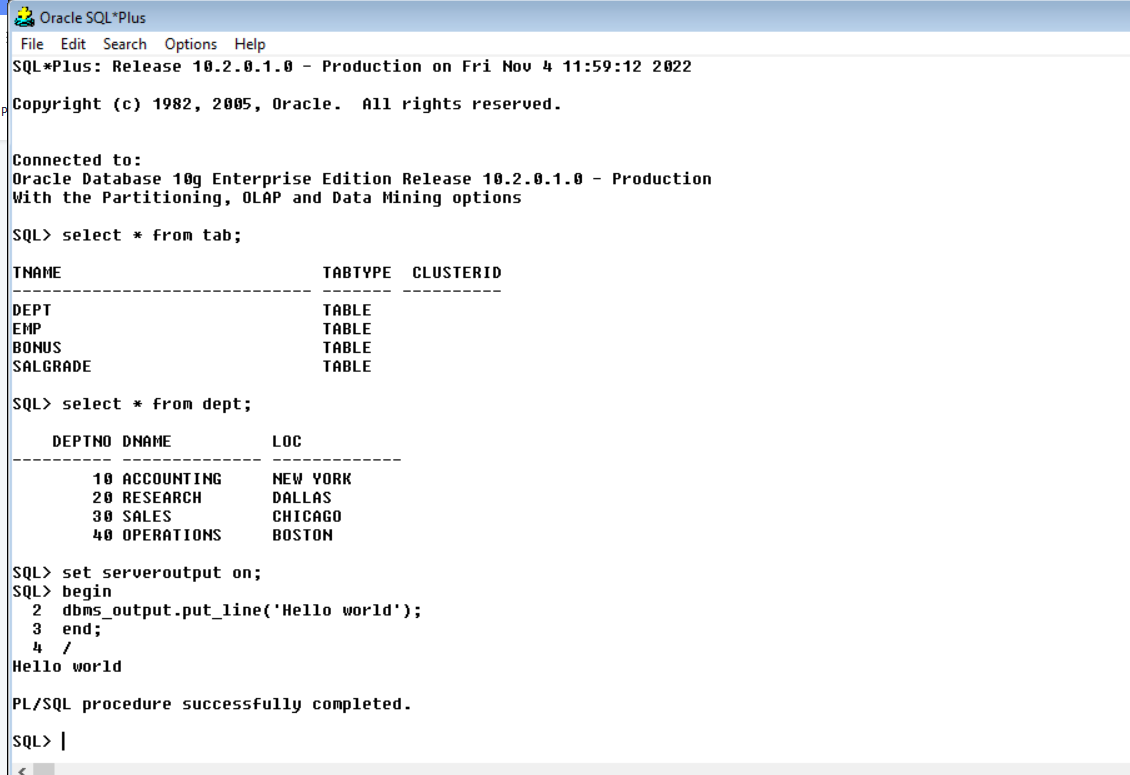 Oracle SQL*Plus
File Edit Search Options Help
SQL*Plus: Release 10.2.0.1.0 - Production on Fri Nov 4 11:59:12 2022
Copyright (c) 1982, 2005, Oracle.  All rights reserved.
Connected to:
Oracle Database 10g Enterprise Edition Release 10.2.0.1.0 - Production
With the Partitioning, OLAP and Data Mining options
SQL> select * from tab;
TNAME                          TABTYPE  CLUSTERID
------------------------------ ------- ----------
DEPT                           TABLE
EMP                            TABLE
BONUS                          TABLE
SALGRADE                       TABLE
SQL> select * from dept;
    DEPTNO DNAME          LOC
---------- -------------- -------------
        10 ACCOUNTING     NEW YORK
        20 RESEARCH       DALLAS
        30 SALES          CHICAGO
        40 OPERATIONS     BOSTON
SQL> set serveroutput on;
SQL> begin
  2  dbms_output.put_line('Hello world');
  3  end;
  4  /
Hello world
PL/SQL procedure successfully completed.
SQL>